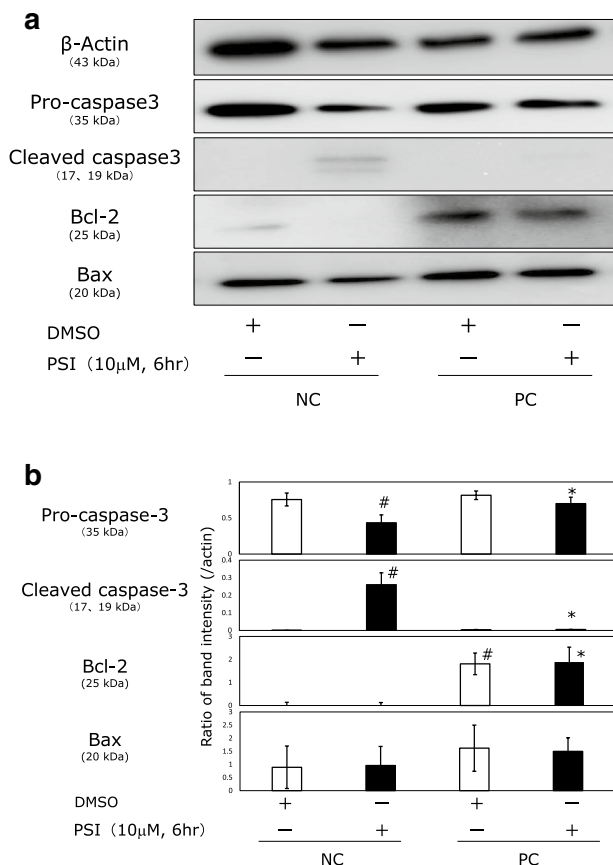 a
β-Actin
(43 kDa)
Pro-caspase3
(35 kDa)
Cleaved caspase3
(17、19 kDa)
Bcl-2
(25 kDa)
Bax
(20 kDa)
DMSO + − + −
PSI (10μM, 6hr) − + − +
NC PC
b
Ratio of band intensity (/actin)
Pro-caspase-3
(35 kDa)
1
0.5
0
# *
Cleaved caspase-3
(17、19 kDa)
0.4
0.3
0.2
0.1
0
# *
Bcl-2
(25 kDa)
3
2
1
0
# *
Bax
(20 kDa)
3
2.5
2
1.5
1
0.5
0
DMSO + − + −
PSI (10μM, 6hr) − + − +
NC PC